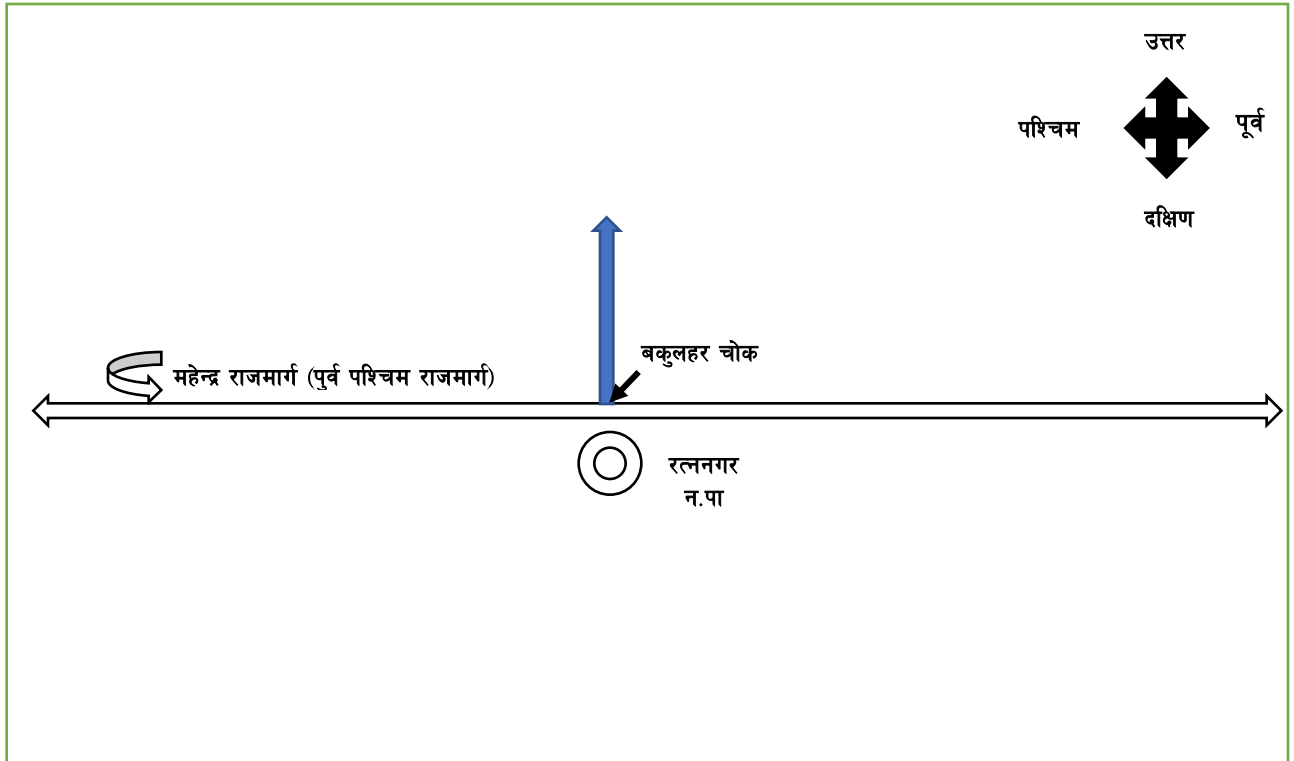 उत्तर
पश्चिम
पूर्व
दक्षिण
बकुलहर चोक
महेन्द्र राजमार्ग (पुर्व पश्चिम राजमार्ग)
रत्ननगर
न.पा